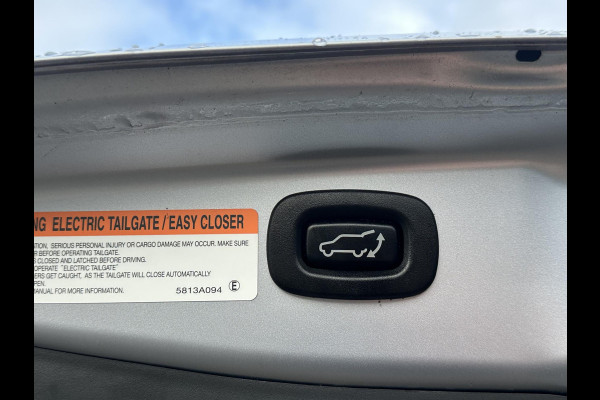 NG ELECTRIC TAILGATE / EASY CLOSER
ATION, SERIOUS PERSONAL INJURY OR CARGO DAMAGE MAY OCCUR. MAKE SURE
R BEFORE OPERATING TAILGATE.
S CLOSED AND LATCHED BEFORE DRIVING.
OPERATE "ELECTRIC TAILGATE"
ERS GET CAUGHT, AS THE TAILGATE WILL CLOSE AUTOMATICALLY
PEN.
MANUAL FOR MORE INFORMATION.
5813A094 E